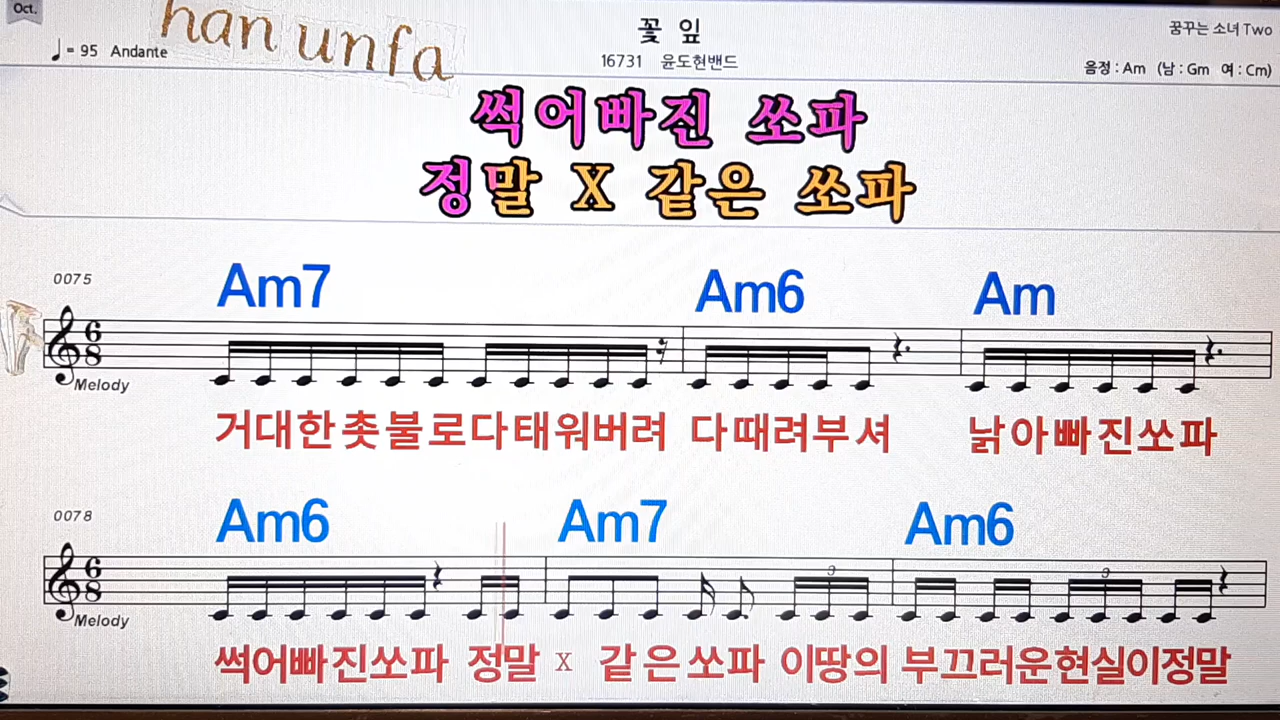 Oct.
han unfa
♩= 95 Andante
꽃 잎
16731 윤도현밴드
꿈꾸는 소녀 Two
음정 : Am (남 : Gm 여 : Cm)
썩어빠진 쏘파
정말 X 같은 쏘파
0075
Am7 Am6 Am
6
8
Melody
거대한촛불로다태워버려 다때려부셔 낡아빠진쏘파
0078
Am6 Am7 Am6
6
8
3 3
Melody
썩어빠진쏘파 정말 x 같은쏘파 이땅의 부끄러운현실이정말